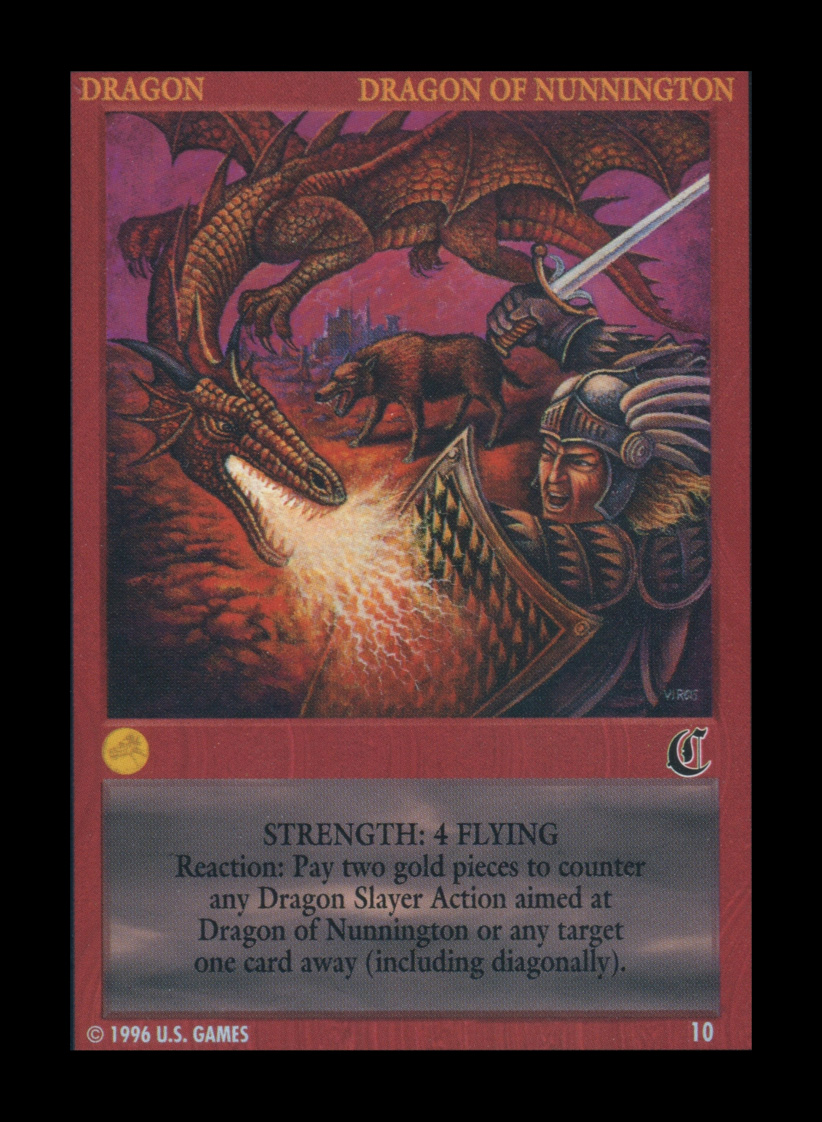 DRAGON
DRAGON OF NUNNINGTON
VIRGS
C
STRENGTH: 4 FLYING
Reaction: Pay two gold pieces to counter
any Dragon Slayer Action aimed at
Dragon of Nunnington or any target
one card away (including diagonally).
© 1996 U.S. GAMES
10